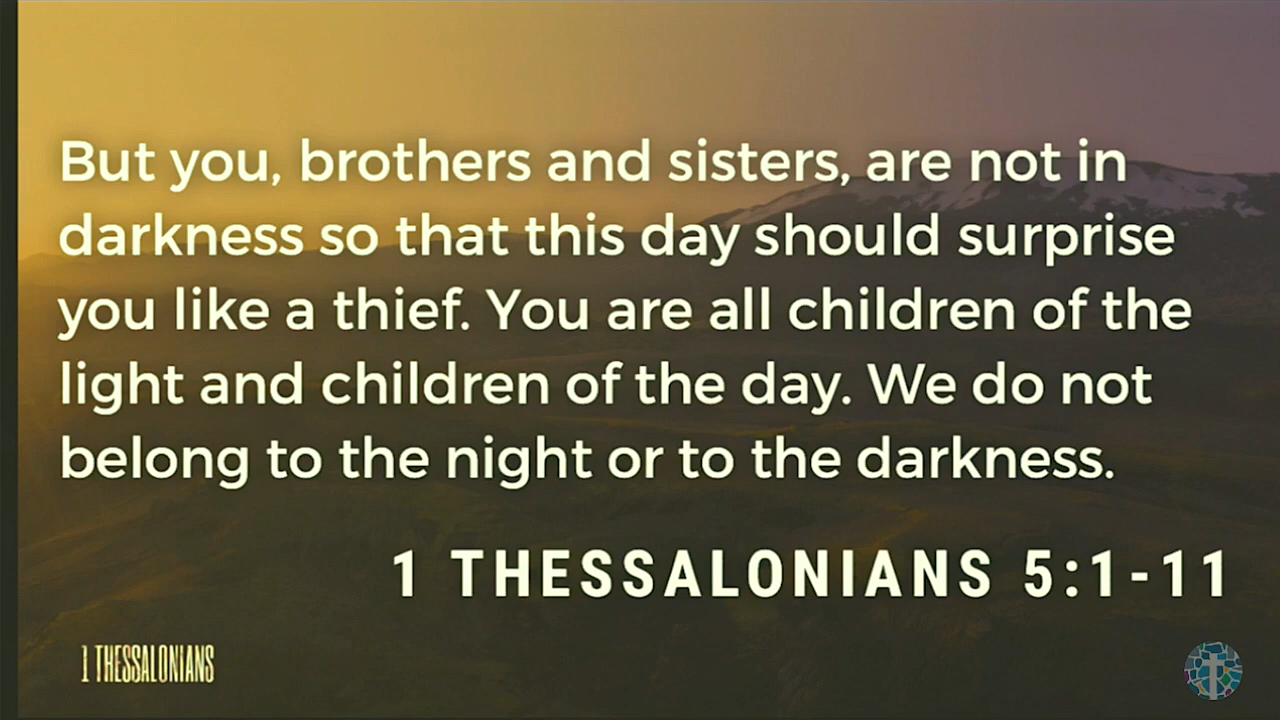 But you, brothers and sisters, are not in
darkness so that this day should surprise
you like a thief. You are all children of the
light and children of the day. We do not
belong to the night or to the darkness.
1 THESSALONIANS 5:1-11
1 THESSALONIANS